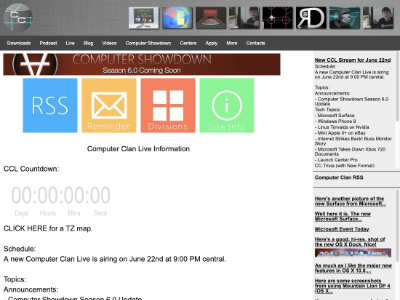 Downloads Podcast Live Blog Videos Computer Showdown Centers Apply More Contacts
COMPUTER SHOWDOWN
Season 6.0 Coming Soon
RSS
Reminder
Divisions
Site Info
Computer Clan Live Information
CCL Countdown:
00:00:00:00
Days Hours Mins Secs
CLICK HERE for a TZ map.
Schedule:
A new Computer Clan Live is airing on June 22nd at 9:00 PM central.
Topics:
Announcements:
- Computer Showdown Season 6.0 Update
New CCL Stream for June 22nd
Schedule:
A new Computer Clan Live is airing
on June 22nd at 9:00 PM central.
Topics:
Announcements:
- Computer Showdown Season 6.0
Update
Tech Topics:
- Microsoft Surface
- Windows Phone 8
- Linus Torvalds on Nvidia
- Mini Apple I+ on eBay
- Internet Strikes Back! Buss Monitor
Story
- Microsoft Takes Down Xbox 720
Documents
- Launch Center Pro
CC Trivia (with New Format)
Computer Clan RSS
Here's another picture of the
new Surface from Microsoft...
Well here it is. The new
Microsoft Surface...
Microsoft Event Today
Here's a good, hi-res, shot of the
new OS X Dock. Nice!
As much as I like the major new
features in OS X 10.8,...
Here are some screenshots
from using Mountain Lion DP 4
(OS X...